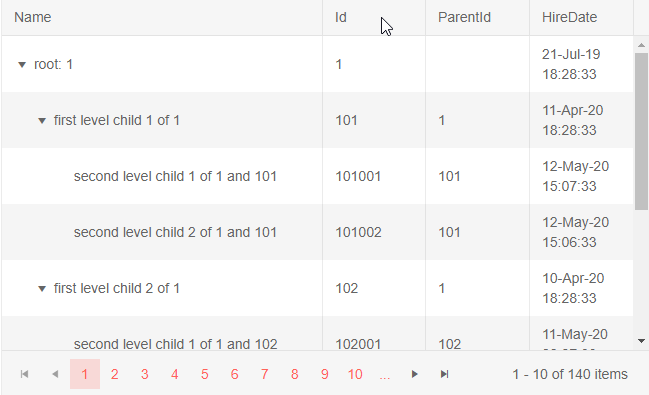 Name Id ParentId HireDate
root: 1 1 21-Jul-19
18:28:33
first level child 1 of 1 101 1 11-Apr-20
18:28:33
second level child 1 of 1 and 101 101001 101 12-May-20
15:07:33
second level child 2 of 1 and 101 101002 101 12-May-20
15:06:33
first level child 2 of 1 102 1 10-Apr-20
18:28:33
second level child 1 of 1 and 102 102001 102 11-May-20
1 2 3 4 5 6 7 8 9 10 ... 1 - 10 of 140 items